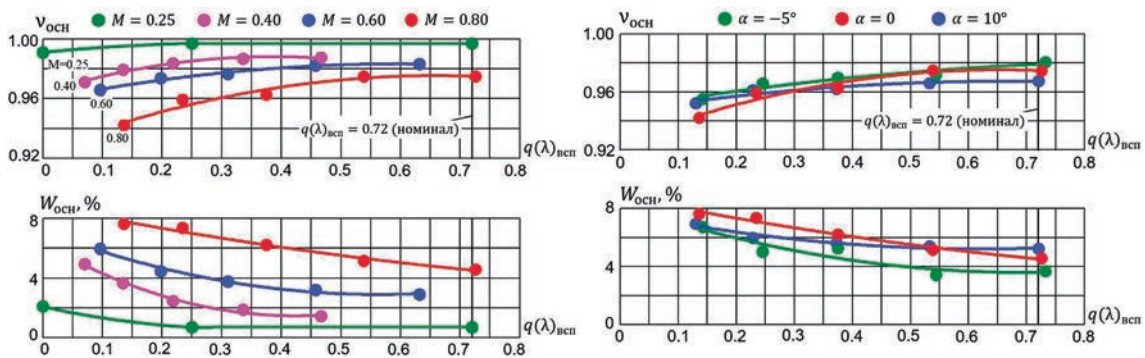 νосн ● M = 0.25 ● M = 0.40 ● M = 0.60 ● M = 0.80
1.00
M=0.25
0.40
0.96
0.60
0.80
q(λ)всп = 0.72 (номинал)
0.92
0 0.1 0.2 0.3 0.4 0.5 0.6 0.7
q(λ)всп
Wосн, %
8
4
0
0 0.1 0.2 0.3 0.4 0.5 0.6 0.7 0.8
q(λ)всп
νосн ● α = −5° ● α = 0 ● α = 10°
1.00
0.96
q(λ)всп = 0.72 (номинал)
0.92
0 0.1 0.2 0.3 0.4 0.5 0.6 0.7
q(λ)всп
Wосн, %
8
4
0
0 0.1 0.2 0.3 0.4 0.5 0.6 0.7 0.8
q(λ)всп